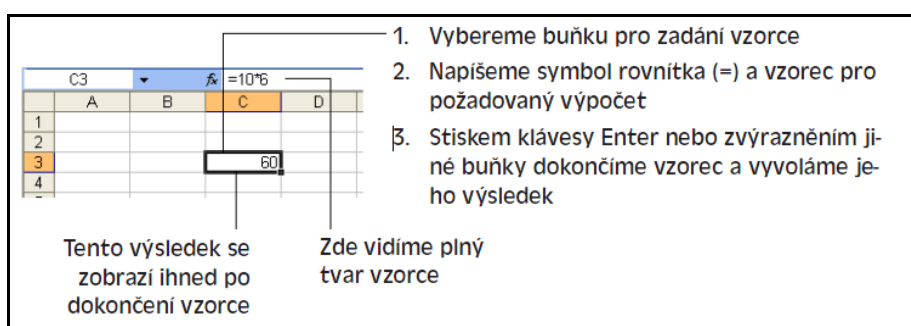 1. Vybereme buňku pro zadání vzorce
2. Napíšeme symbol rovnítka (=) a vzorec pro
požadovaný výpočet
3. Stiskem klávesy Enter nebo zvýrazněním ji-
né buňky dokončíme vzorec a vyvoláme je-
ho výsledek
C3 fx =10*6
A B C D
1
2
3 60
4
Tento výsledek se
zobrazí ihned po
dokončení vzorce
Zde vidíme plný
tvar vzorce